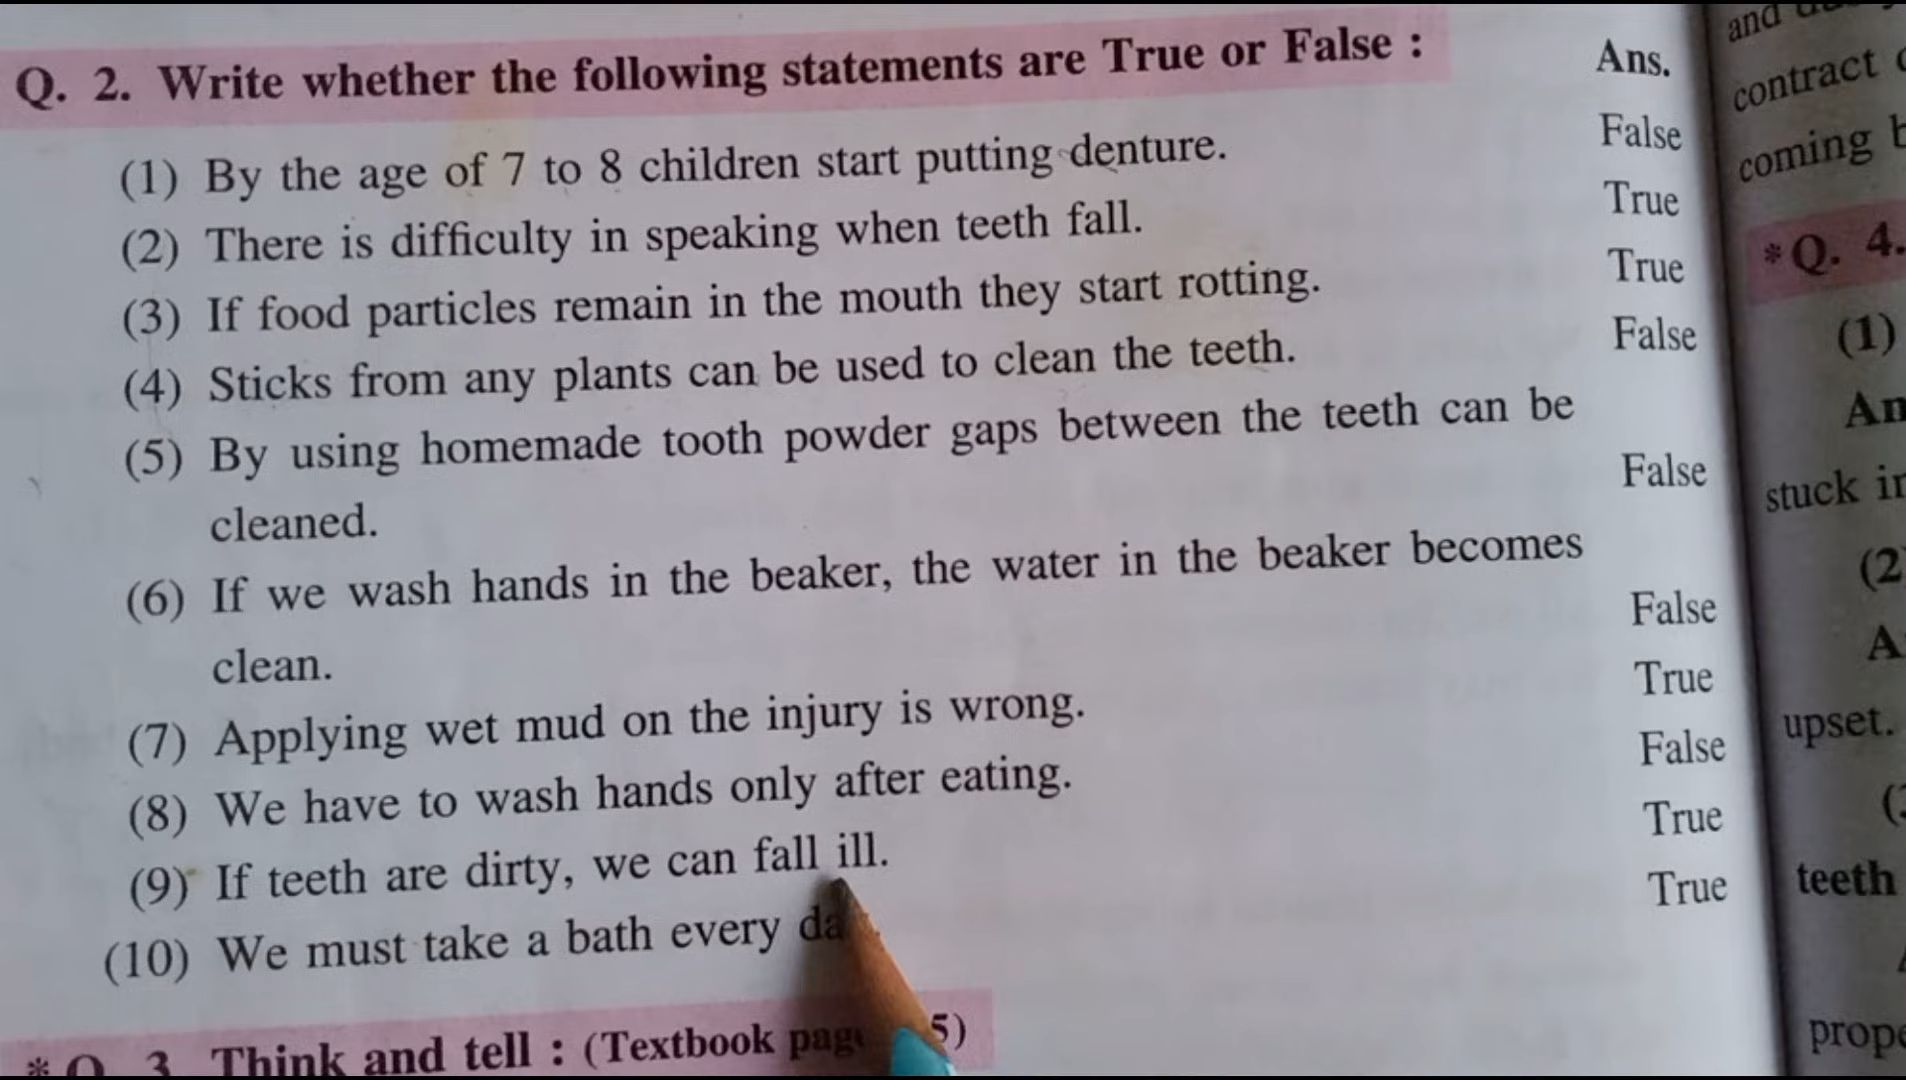 Q. 2. Write whether the following statements are True or False : Ans.
(1) By the age of 7 to 8 children start putting denture. False
(2) There is difficulty in speaking when teeth fall. True
(3) If food particles remain in the mouth they start rotting. True
(4) Sticks from any plants can be used to clean the teeth. False
(5) By using homemade tooth powder gaps between the teeth can be
cleaned. False
(6) If we wash hands in the beaker, the water in the beaker becomes
clean. False
(7) Applying wet mud on the injury is wrong. True
(8) We have to wash hands only after eating. False
(9) If teeth are dirty, we can fall ill. True
(10) We must take a bath every True
* Q. 3. Think and tell : (Textbook 5)
and
contract
coming
*Q. 4.
(1)
stuck
(2
upset.
teeth